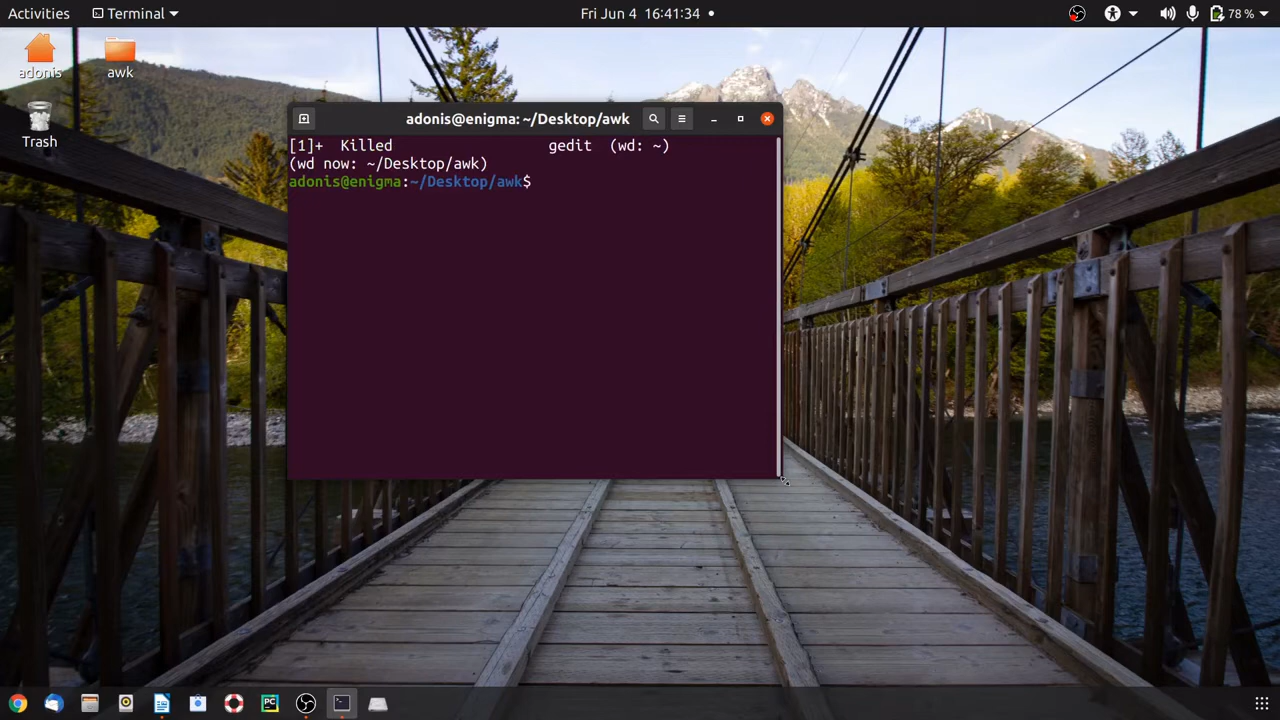 Activities
Terminal
Fri Jun 4 16:41:34
78 %
adonis
awk
Trash
adonis@enigma: ~/Desktop/awk
[1]+  Killed                 gedit  (wd: ~)
(wd now: ~/Desktop/awk)
adonis@enigma:~/Desktop/awk$
PC